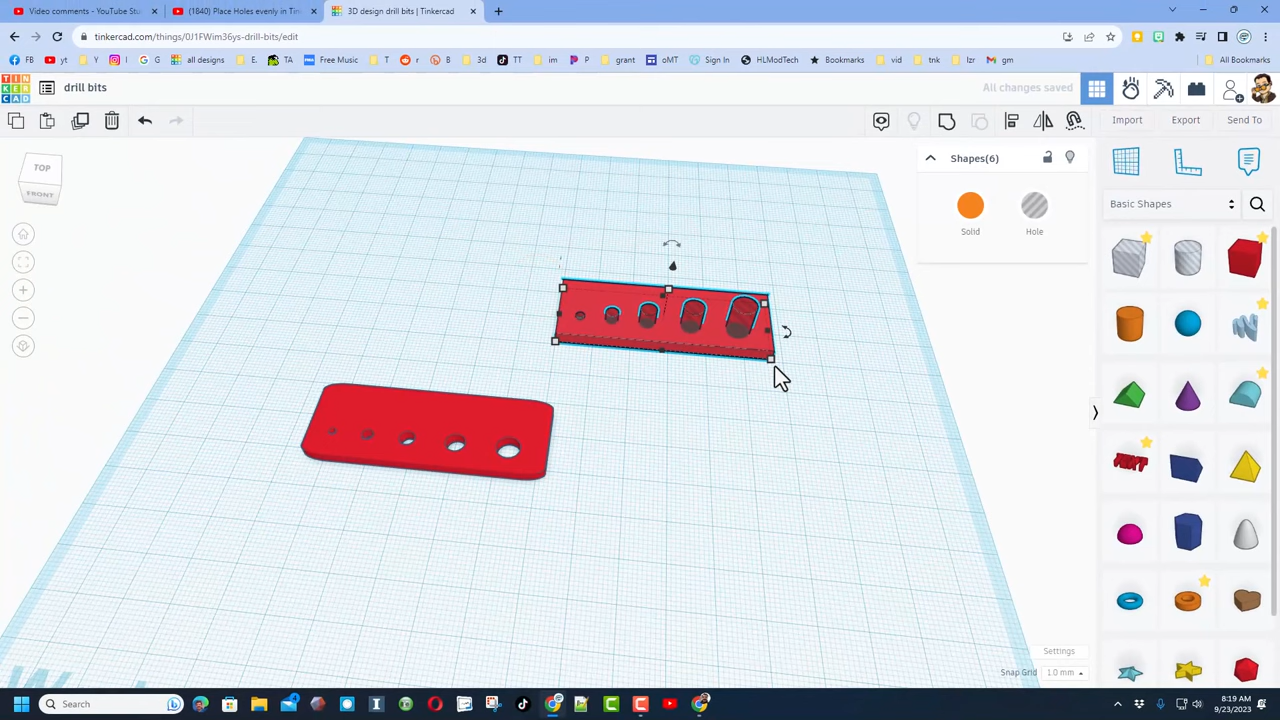 Video comments - YouTube Stud
(1840) Place Holes evenly in Tin
3D design drill bits | Tinkercad
tinkercad.com/things/0J1FWim36ys-drill-bits/edit
FB
yt
Y
I
G
all designs
TA
Free Music
T
r
m
D
TT
im
P
grant
oMT
Sign In
HLModTech
Bookmarks
vid
tnk
lzr
gm
All Bookmarks
TIN
KER
CAD
drill bits
All changes saved
Import
Export
Send To
TOP
FRONT
Shapes(6)
Solid
Hole
Basic Shapes
TEXT
Settings
Snap Grid
1.0 mm
Search
8:19 AM
9/23/2023